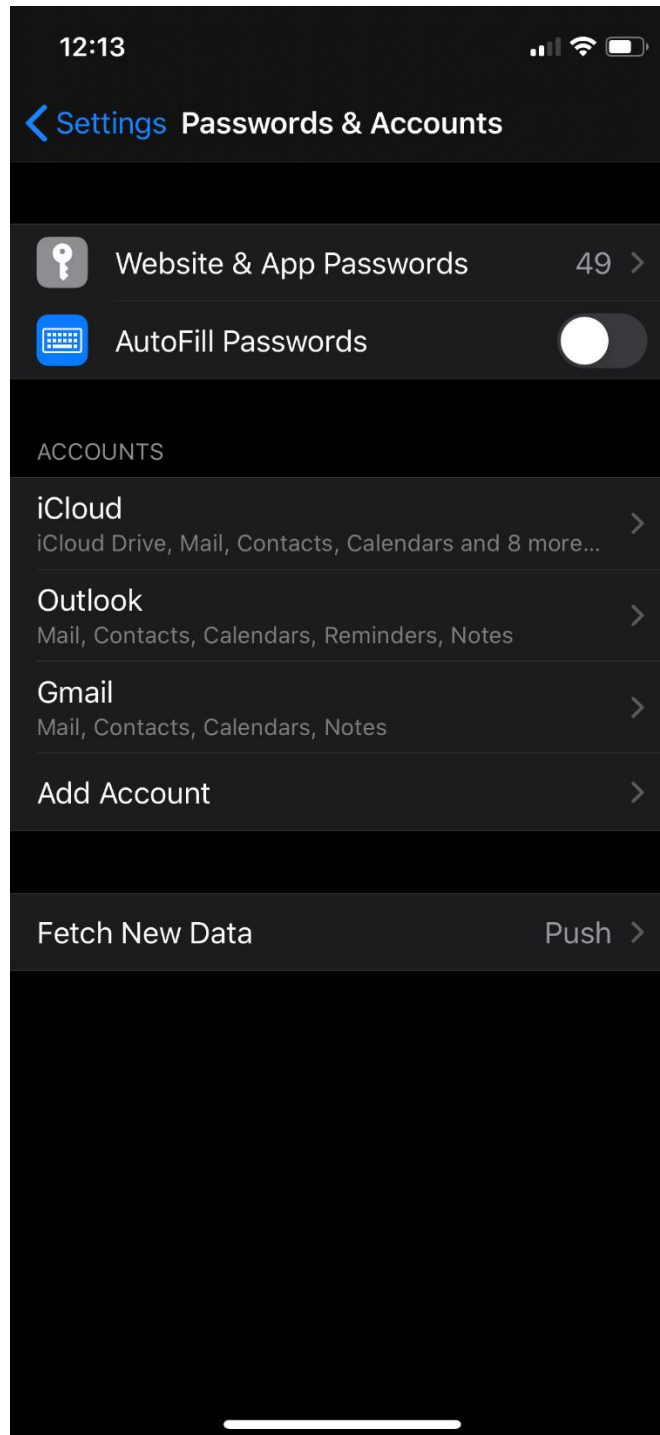 12:13
Settings Passwords & Accounts
Website & App Passwords 49
AutoFill Passwords
ACCOUNTS
iCloud
iCloud Drive, Mail, Contacts, Calendars and 8 more...
Outlook
Mail, Contacts, Calendars, Reminders, Notes
Gmail
Mail, Contacts, Calendars, Notes
Add Account
Fetch New Data Push